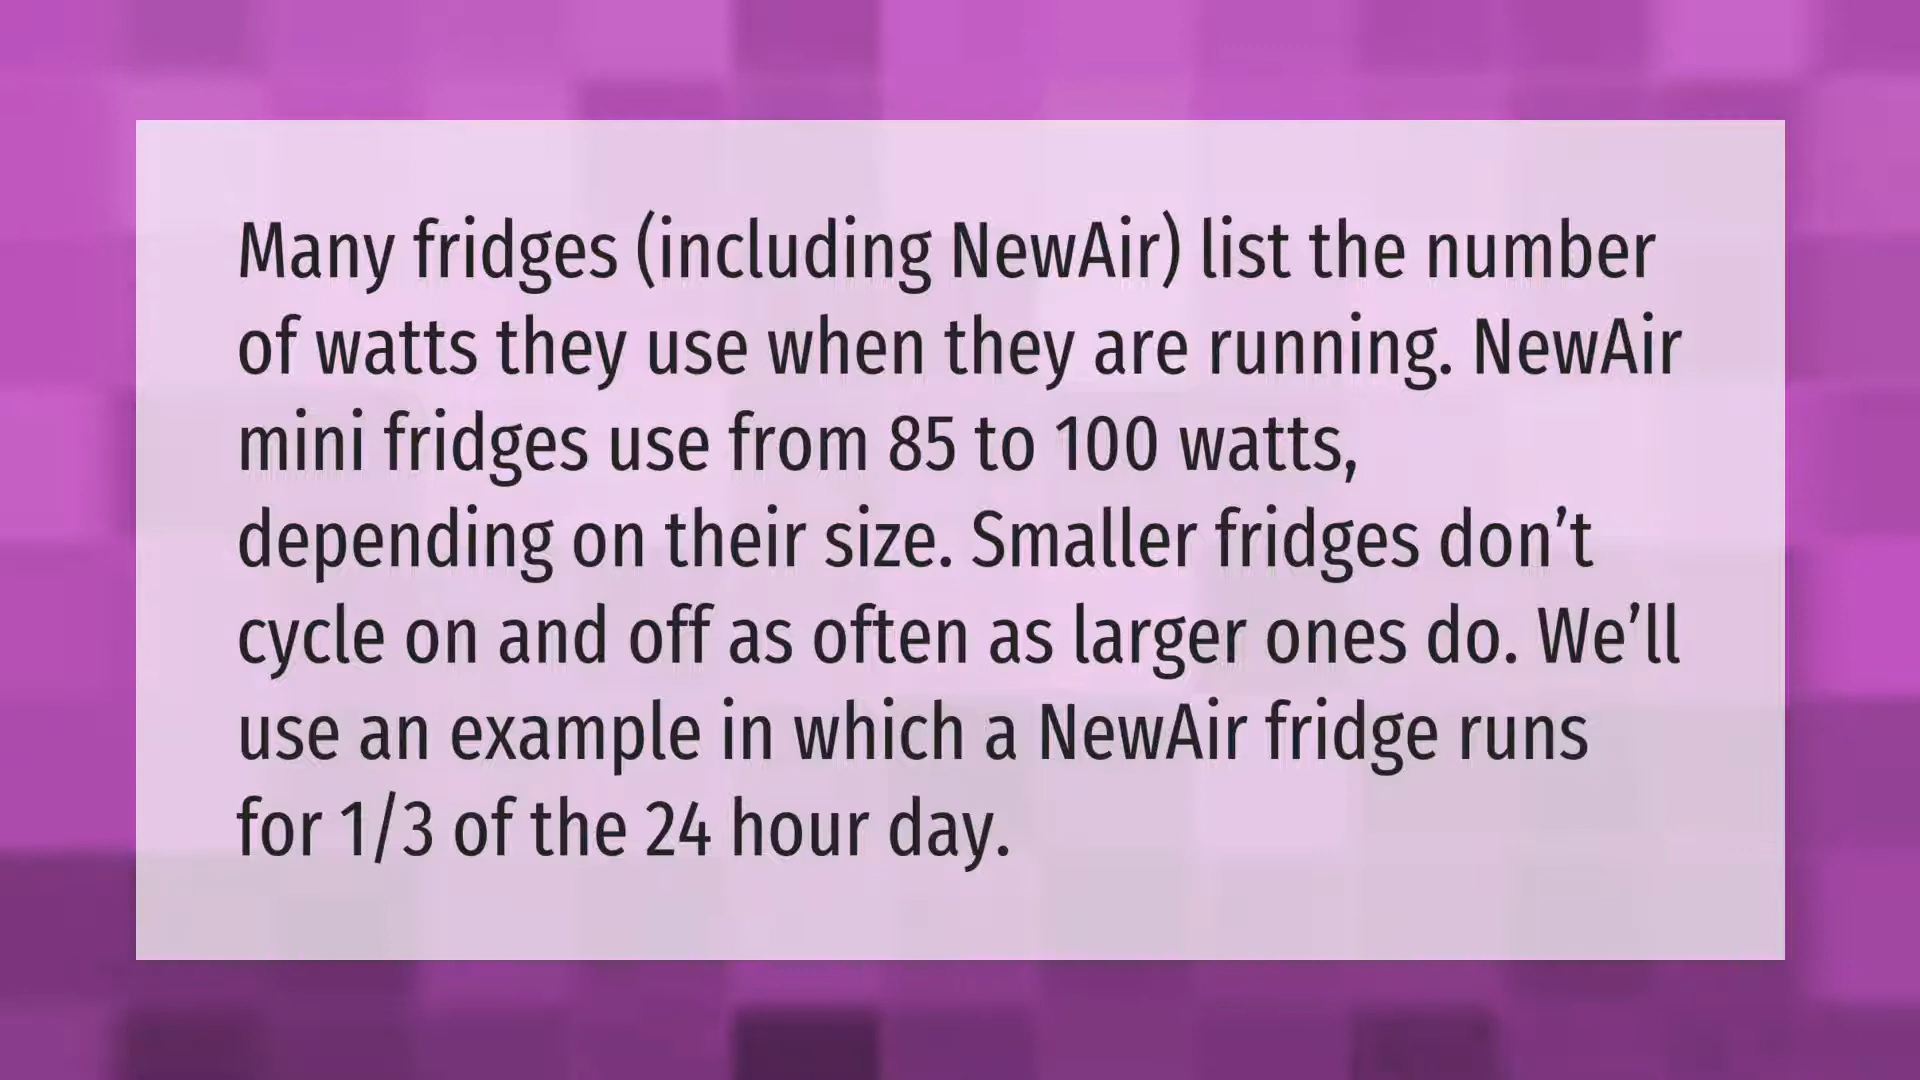 Many fridges (including NewAir) list the number
of watts they use when they are running. NewAir
mini fridges use from 85 to 100 watts,
depending on their size. Smaller fridges don’t
cycle on and off as often as larger ones do. We’ll
use an example in which a NewAir fridge runs
for 1/3 of the 24 hour day.